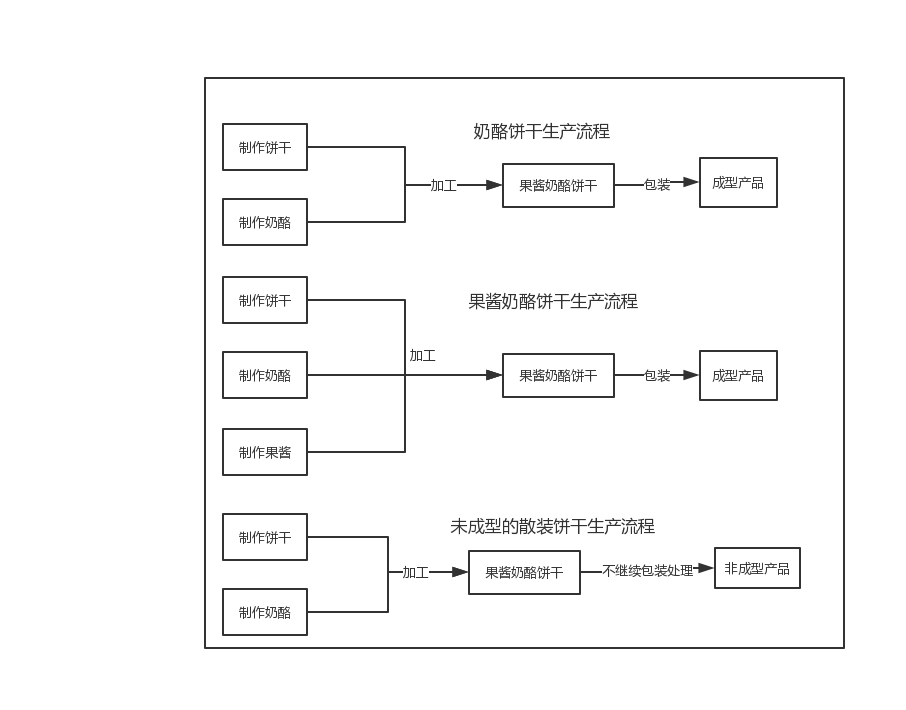 奶酪饼干生产流程
制作饼干
制作奶酪
加工
果酱奶酪饼干
包装
成型产品
果酱奶酪饼干生产流程
制作饼干
制作奶酪
制作果酱
加工
果酱奶酪饼干
包装
成型产品
未成型的散装饼干生产流程
制作饼干
制作奶酪
加工
果酱奶酪饼干
不继续包装处理
非成型产品